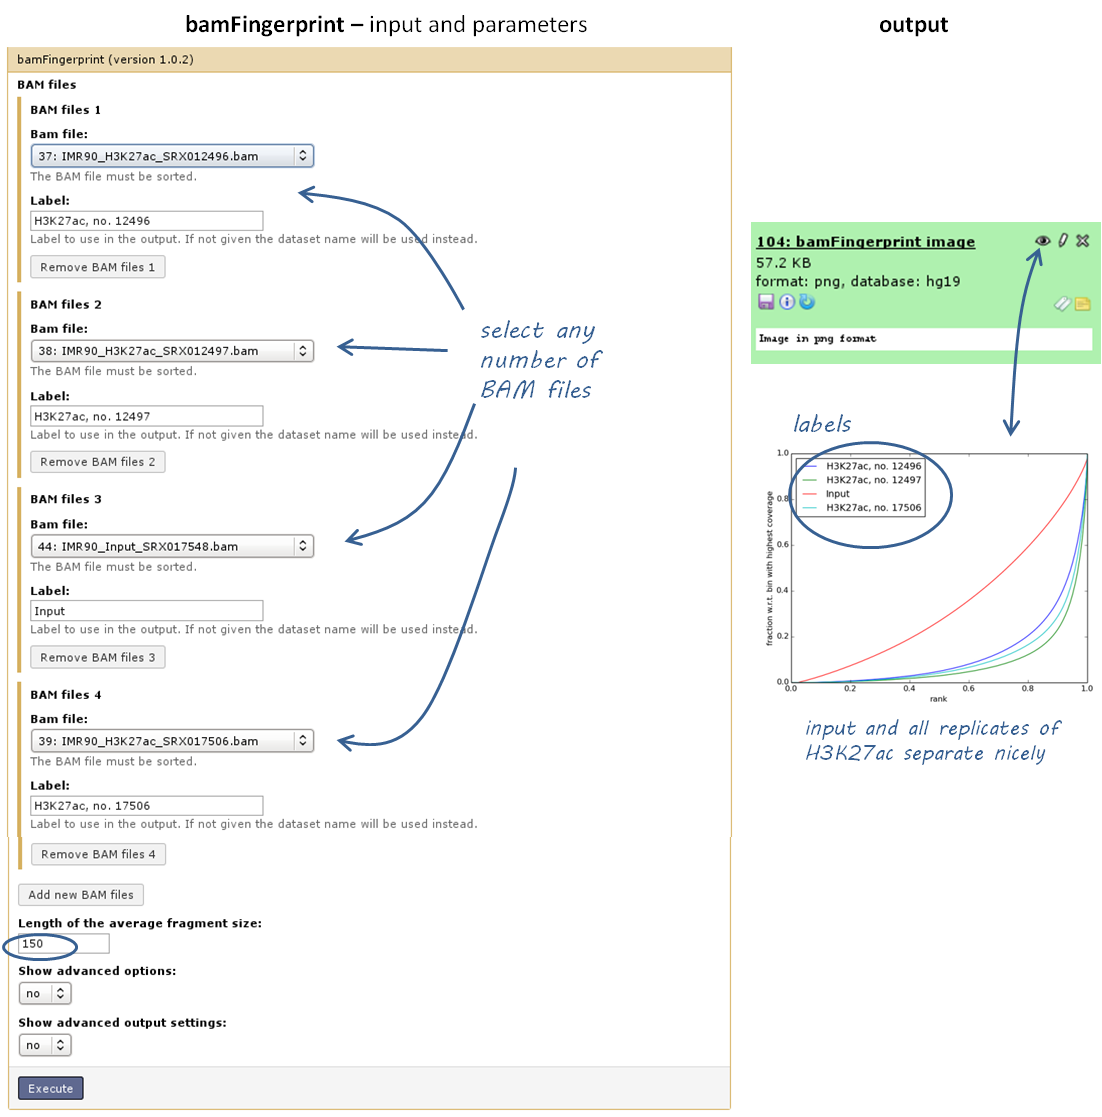 bamFingerprint – input and parameters
output
bamFingerprint (version 1.0.2)
BAM files
BAM files 1
Bam file:
37: IMR90_H3K27ac_SRX012496.bam
The BAM file must be sorted.
Label:
H3K27ac, no. 12496
Label to use in the output. If not given the dataset name will be used instead.
Remove BAM files 1
BAM files 2
Bam file:
38: IMR90_H3K27ac_SRX012497.bam
The BAM file must be sorted.
Label:
H3K27ac, no. 12497
Label to use in the output. If not given the dataset name will be used instead.
Remove BAM files 2
BAM files 3
Bam file:
44: IMR90_Input_SRX017548.bam
The BAM file must be sorted.
Label:
Input
Label to use in the output. If not given the dataset name will be used instead.
Remove BAM files 3
BAM files 4
Bam file:
39: IMR90_H3K27ac_SRX017506.bam
The BAM file must be sorted.
Label:
H3K27ac, no. 17506
Label to use in the output. If not given the dataset name will be used instead.
Remove BAM files 4
Add new BAM files
Length of the average fragment size:
150
Show advanced options:
no
Show advanced output settings:
no
Execute
select any
number of
BAM files
104: bamFingerprint image
57.2 KB
format: png, database: hg19
Image in png format
labels
H3K27ac, no. 12496
H3K27ac, no. 12497
Input
H3K27ac, no. 17506
fraction w.r.t. bin with highest coverage
1.0
0.8
0.6
0.4
0.2
0.0
0.0 0.2 0.4 0.6 0.8 1.0
rank
input and all replicates of
H3K27ac separate nicely